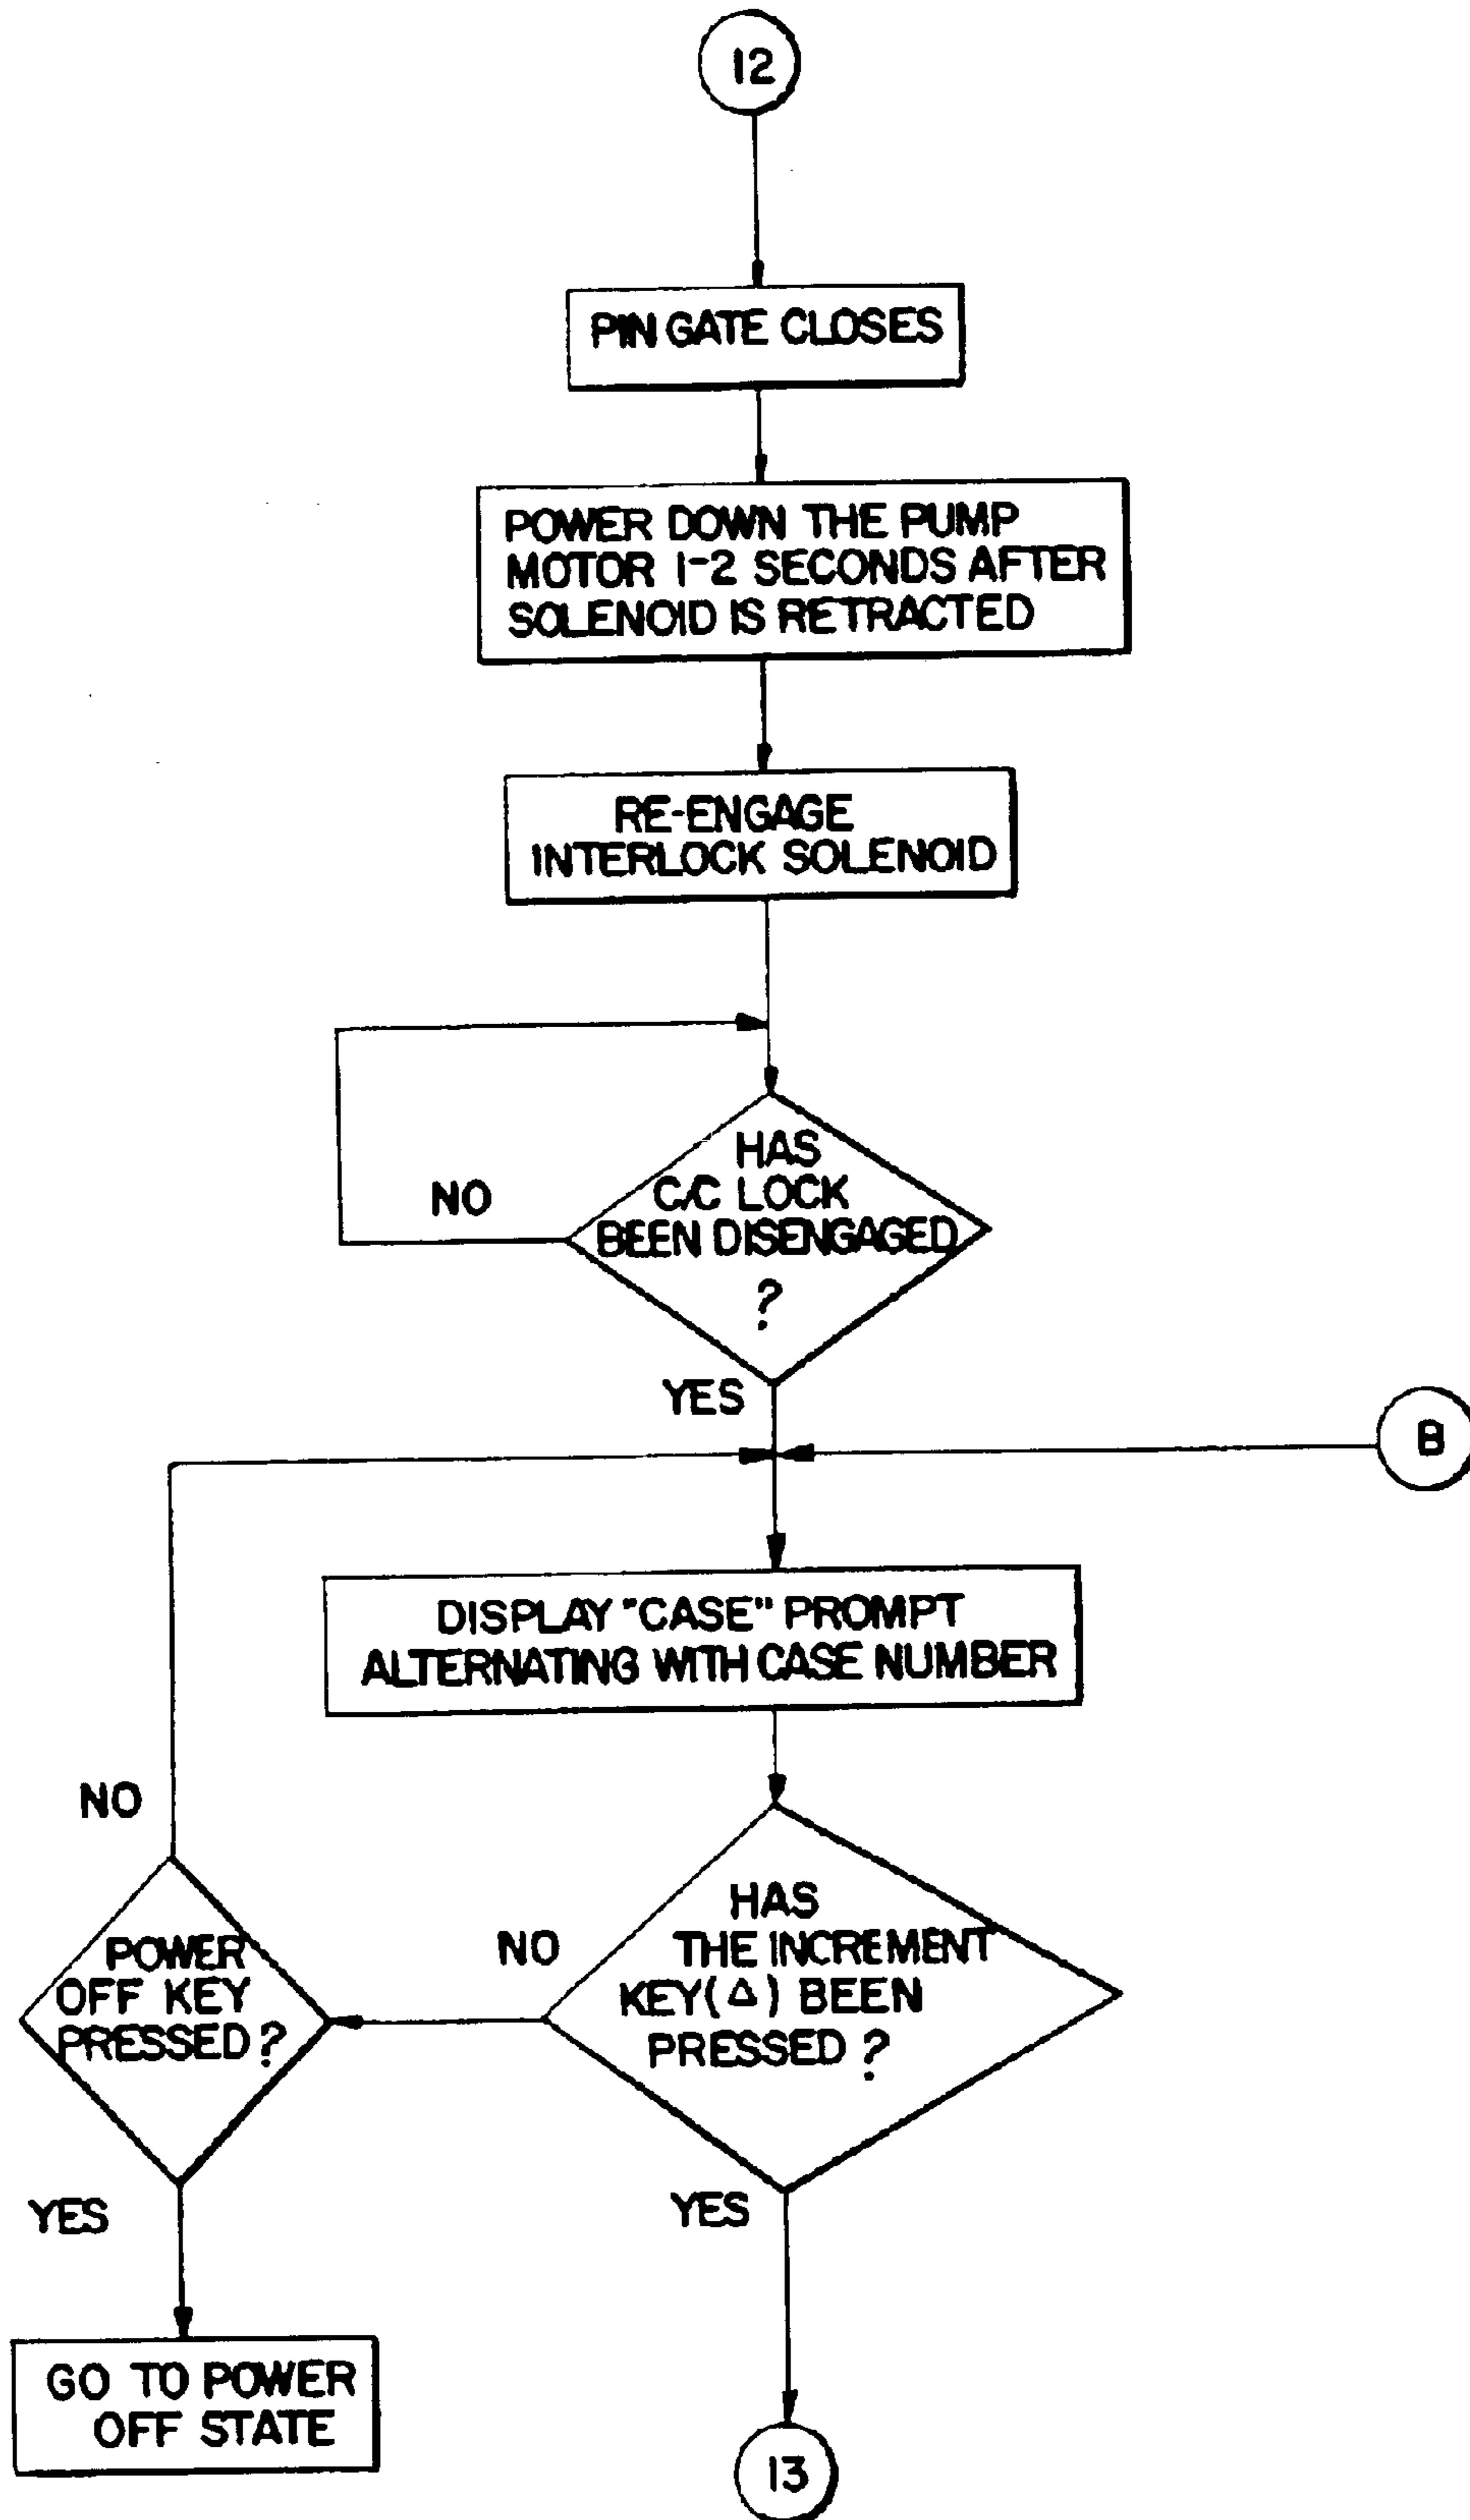 12
PIN GATE CLOSES
POWER DOWN THE PUMP
MOTOR 1-2 SECONDS AFTER
SOLENOID IS RETRACTED
RE-ENGAGE
INTERLOCK SOLENOID
HAS
C/C LOCK
BEEN DISENGAGED
?
NO
YES
B
DISPLAY "CASE" PROMPT
ALTERNATING WITH CASE NUMBER
NO
HAS
THE INCREMENT
KEY(Δ) BEEN
PRESSED?
NO
POWER
OFF KEY
PRESSED?
YES
YES
GO TO POWER
OFF STATE
13